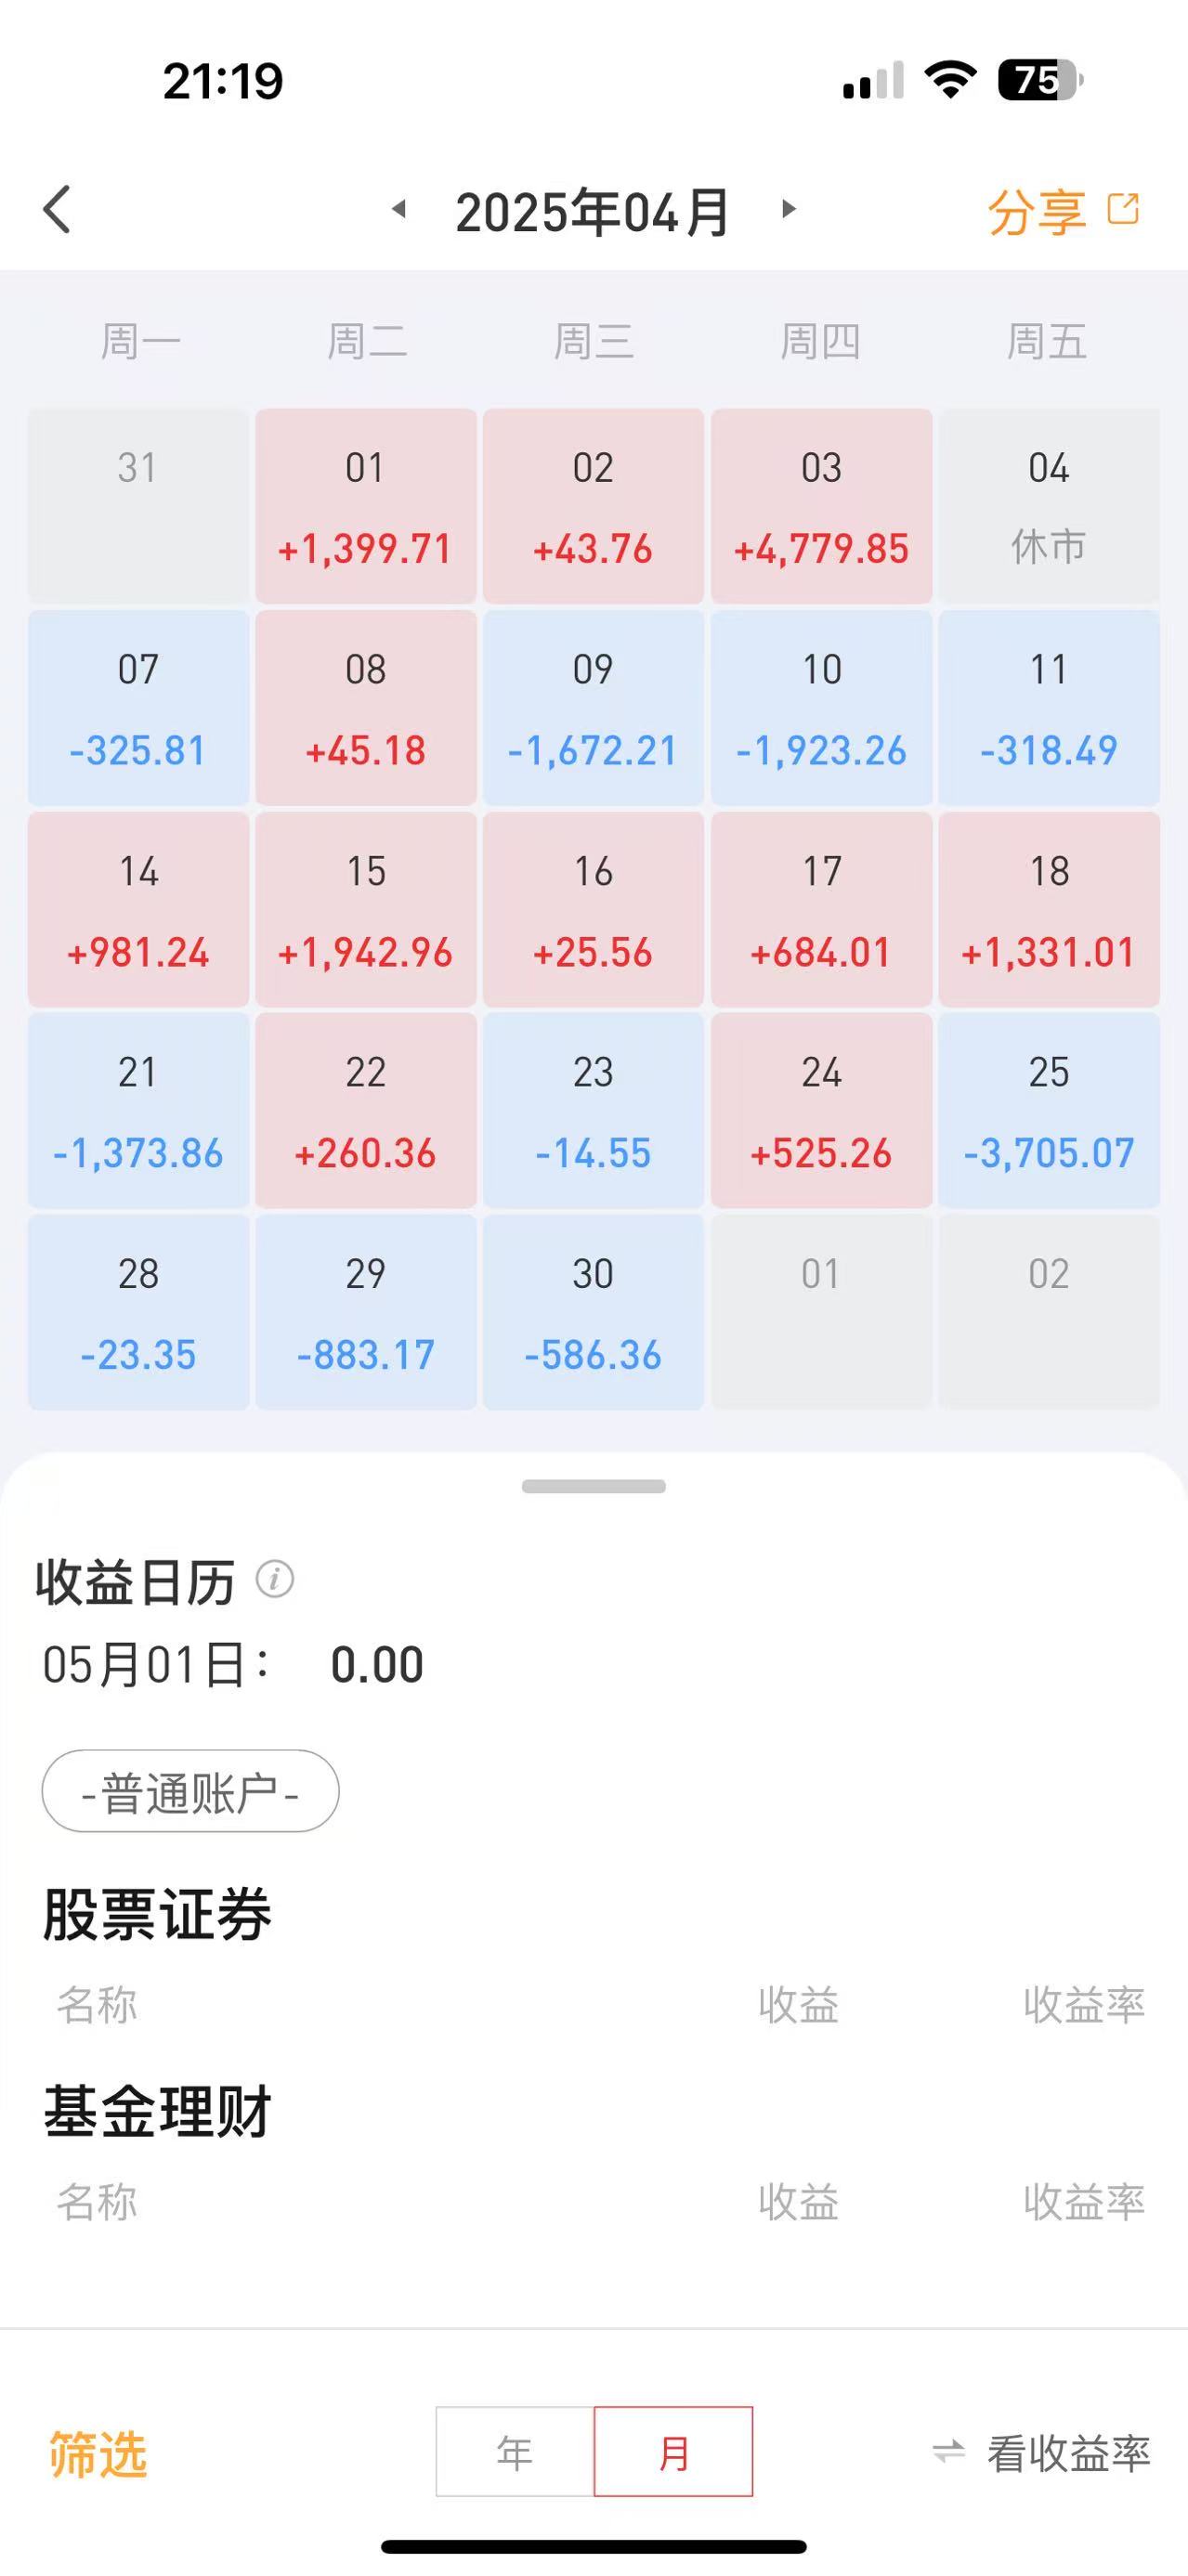 21:19
75
2025年04月
分享
周一 周二 周三 周四 周五
31 01 02 03 04
+1,399.71 +43.76 +4,779.85 休市
07 08 09 10 11
-325.81 +45.18 -1,672.21 -1,923.26 -318.49
14 15 16 17 18
+981.24 +1,942.96 +25.56 +684.01 +1,331.01
21 22 23 24 25
-1,373.86 +260.36 -14.55 +525.26 -3,705.07
28 29 30 01 02
-23.35 -883.17 -586.36
收益日历 i
05月01日： 0.00
-普通账户-
股票证券
名称 收益 收益率
基金理财
名称 收益 收益率
筛选 年 月 看收益率